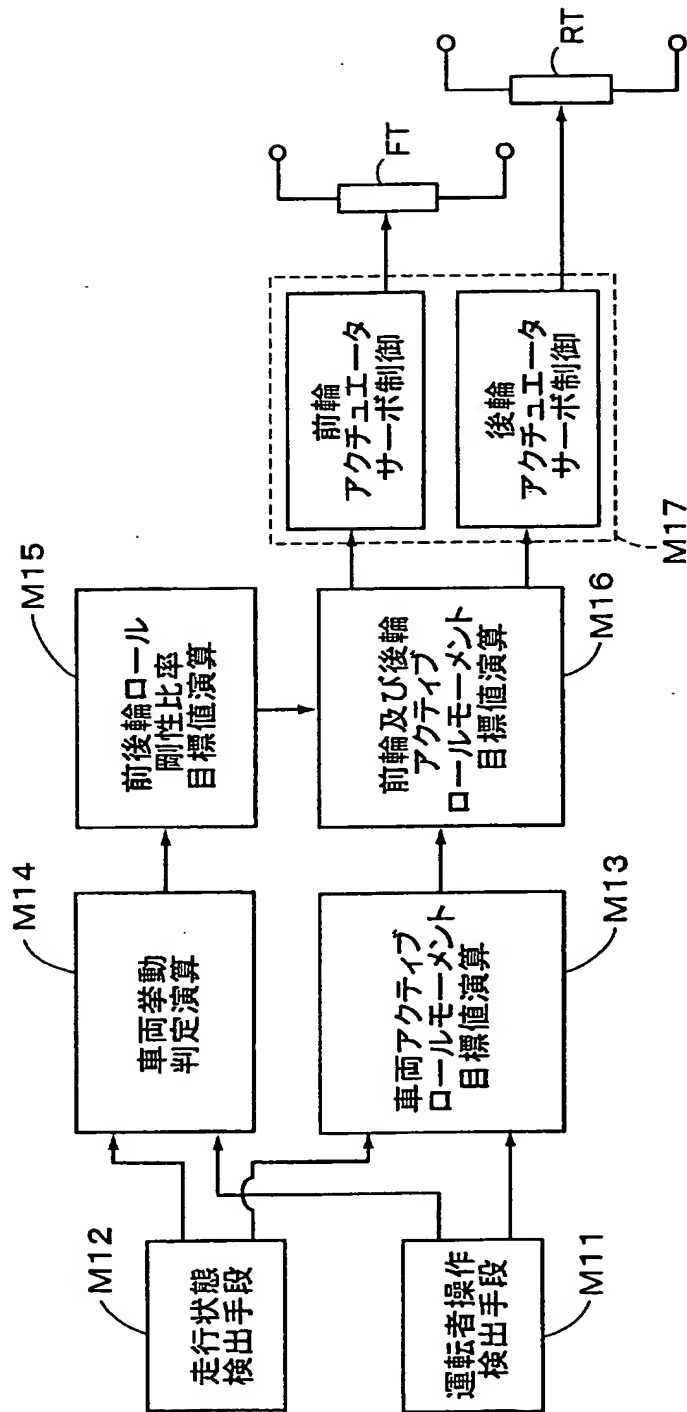 M12
走行状態
検出手段
運転者操作
検出手段
M11
M14
車両挙動
判定演算
車両アクティブ
ロールモーメント
目標値演算
M13
M15
前後輪ロール
剛性比率
目標値演算
前輪及び後輪
アクティブ
ロールモーメント
目標値演算
M16
前輪
アクチュエータ
サーボ制御
後輪
アクチュエータ
サーボ制御
M17
FT
RT